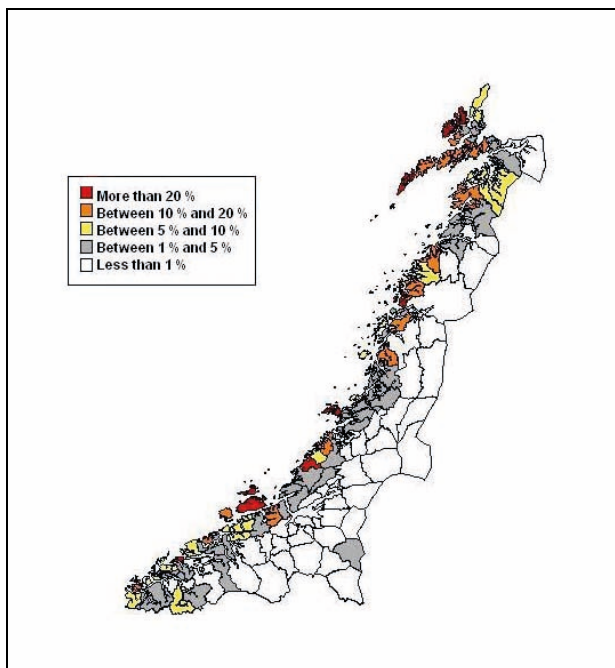 More than 20 %
Between 10 % and 20 %
Between 5 % and 10 %
Between 1 % and 5 %
Less than 1 %